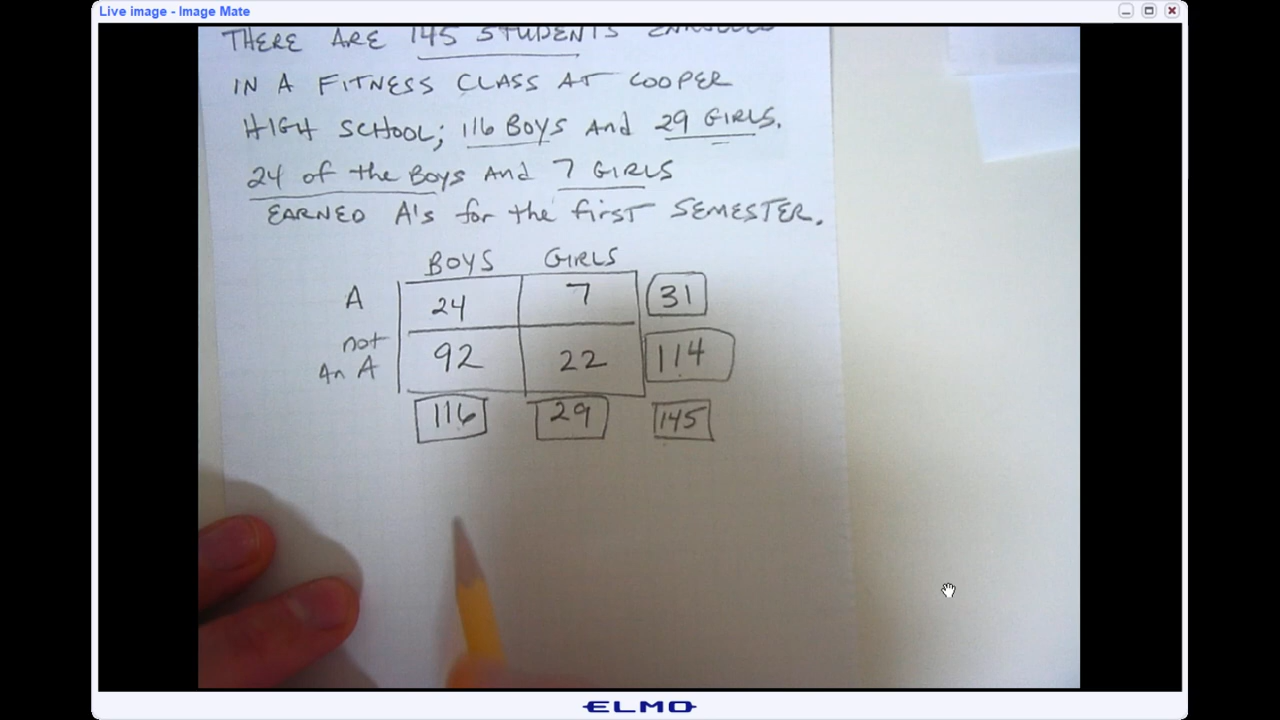 Live image - Image Mate
THERE ARE 145 STUDENTS ENROLLED
IN A FITNESS CLASS AT COOPER
HIGH SCHOOL; 116 BOYS AND 29 GIRLS.
24 of the BOYS AND 7 GIRLS
EARNED A's for the first SEMESTER.
BOYS GIRLS
A 24 7 31
not
An A 92 22 114
116 29 145
ELMO